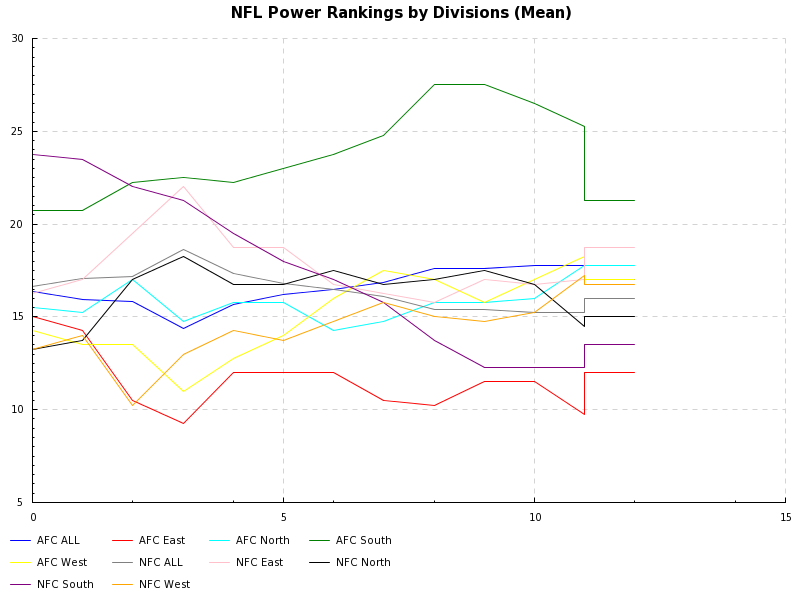 NFL Power Rankings by Divisions (Mean)
30
25
20
15
10
5
0 5 10 15
AFC ALL AFC East AFC North AFC South
AFC West NFC ALL NFC East NFC North
NFC South NFC West